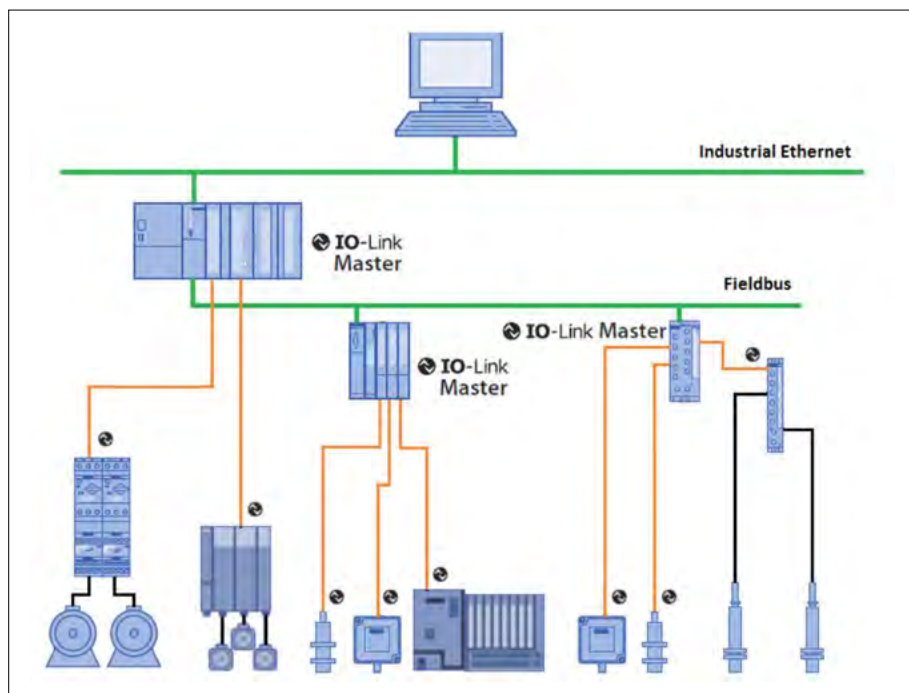 Industrial Ethernet
IO-Link
Master
Fieldbus
IO-Link Master
IO-Link
Master